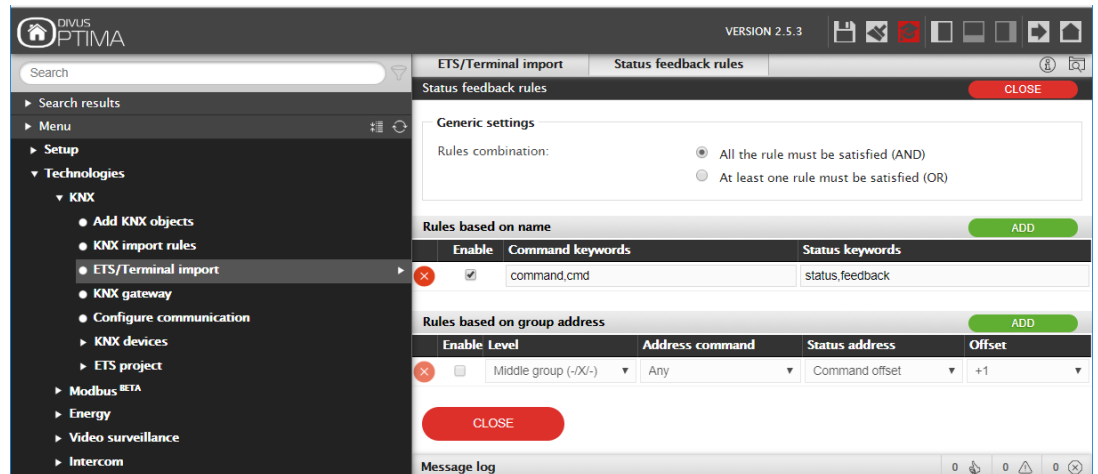 DIVUS
OPTIMA
VERSION 2.5.3
Search
Search results
Menu
Setup
Technologies
KNX
Add KNX objects
KNX import rules
ETS/Terminal import
KNX gateway
Configure communication
KNX devices
ETS project
Modbus BETA
Energy
Video surveillance
Intercom
ETS/Terminal import Status feedback rules
Status feedback rules CLOSE
Generic settings
Rules combination: All the rule must be satisfied (AND)
At least one rule must be satisfied (OR)
Rules based on name ADD
Enable Command keywords Status keywords
command,cmd status,feedback
Rules based on group address ADD
Enable Level Address command Status address Offset
Middle group (-/X/-) Any Command offset +1
CLOSE
Message log 0 0 0